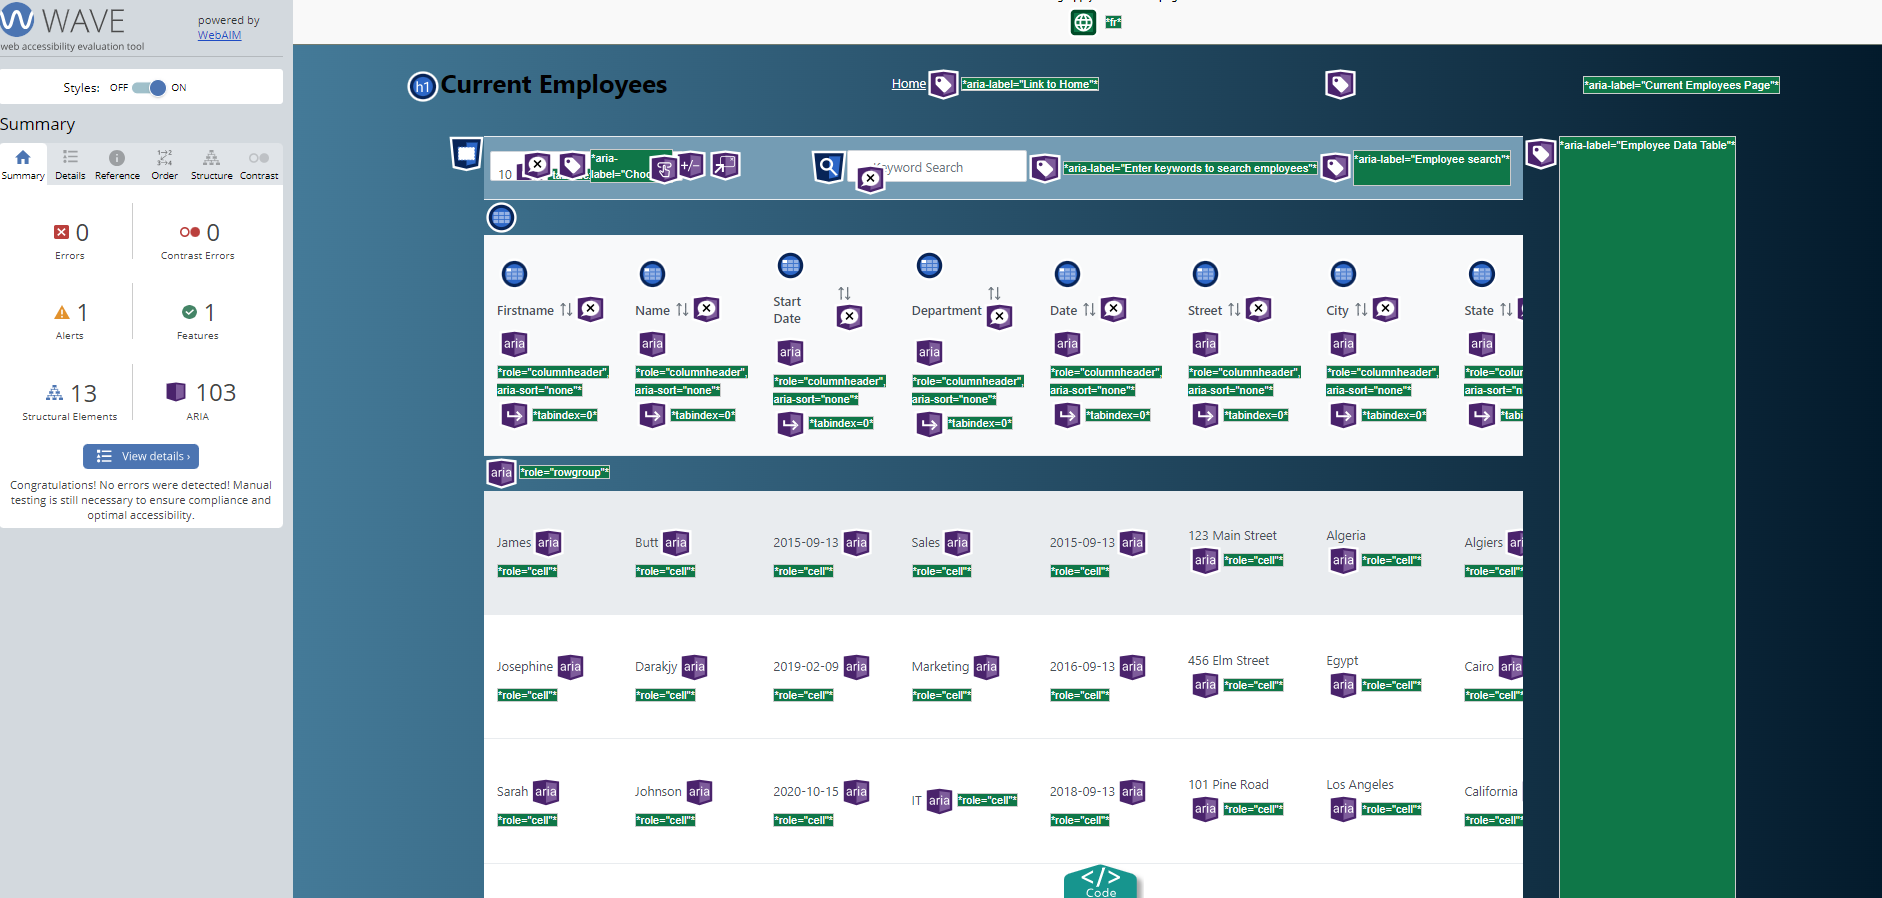 WAVE
powered by
WebAIM
web accessibility evaluation tool
Styles: OFF ON
Summary
Summary Details Reference Order Structure Contrast
0 0
Errors Contrast Errors
1 1
Alerts Features
13 103
Structural Elements ARIA
View details ›
Congratulations! No errors were detected! Manual
testing is still necessary to ensure compliance and
optimal accessibility.
*fr*
h1 Current Employees Home *aria-label="Link to Home"* *aria-label="Current Employees Page"*
10 *aria-
label="Choo
+/-
Keyword Search *aria-label="Enter keywords to search employees"* *aria-label="Employee search"* *aria-label="Employee Data Table"*
Firstname Name Start Date Department Date Street City State
aria aria aria aria aria aria aria aria
*role="columnheader", *role="columnheader", *role="columnheader", *role="columnheader", *role="columnheader", *role="columnheader", *role="columnheader", *role="colur
aria-sort="none"* aria-sort="none"* aria-sort="none"* aria-sort="none"* aria-sort="none"* aria-sort="none"* aria-sort="none"* aria-sort="n
*tabindex=0* *tabindex=0* *tabindex=0* *tabindex=0* *tabindex=0* *tabindex=0* *tabindex=0* *tabi
aria *role="rowgroup"*
James aria Butt aria 2015-09-13 aria Sales aria 2015-09-13 aria 123 Main Street Algeria Algiers ari
aria *role="cell"* aria *role="cell"*
*role="cell"* *role="cell"* *role="cell"* *role="cell"* *role="cell"* *role="cell"*
Josephine aria Darakjy aria 2019-02-09 aria Marketing aria 2016-09-13 aria 456 Elm Street Egypt Cairo aria
aria *role="cell"* aria *role="cell"*
*role="cell"* *role="cell"* *role="cell"* *role="cell"* *role="cell"* *role="cell"*
Sarah aria Johnson aria 2020-10-15 aria IT aria *role="cell"* 2018-09-13 aria 101 Pine Road Los Angeles California
aria *role="cell"* aria *role="cell"*
*role="cell"* *role="cell"* *role="cell"* *role="cell"* *role="cell"*
</> Code